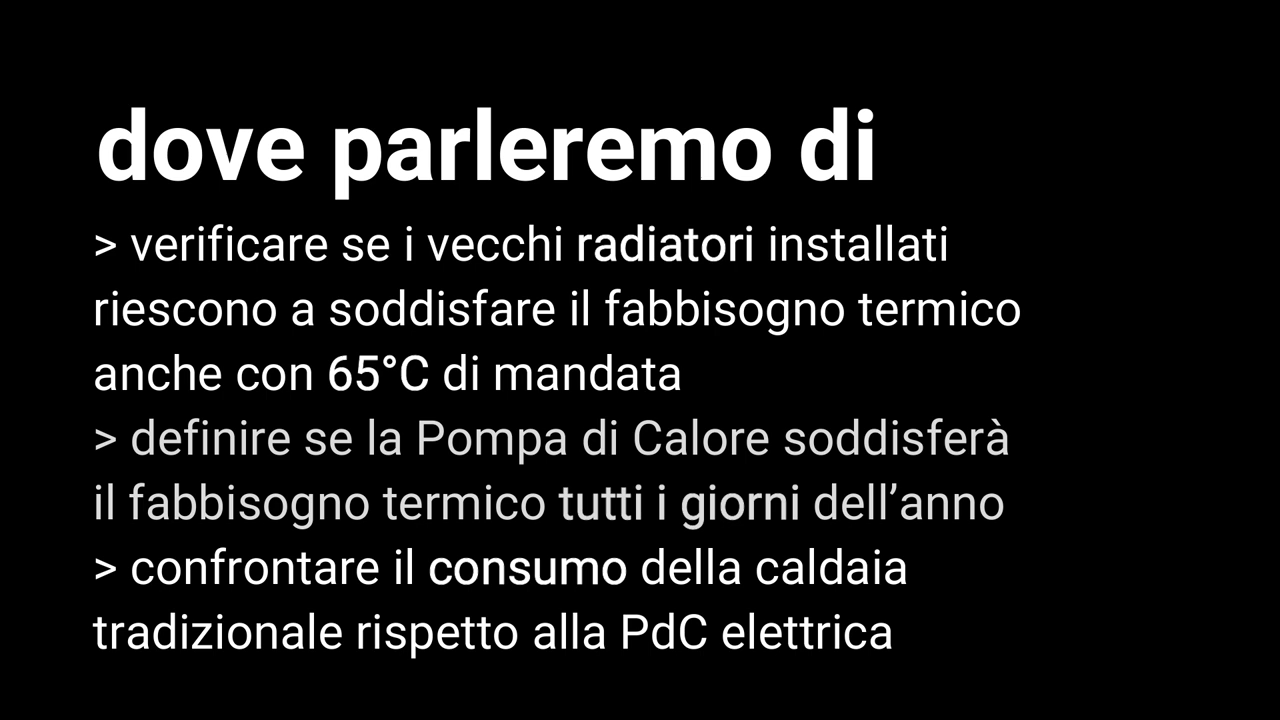 dove parleremo di
> verificare se i vecchi radiatori installati
riescono a soddisfare il fabbisogno termico
anche con 65°C di mandata
> definire se la Pompa di Calore soddisferà
il fabbisogno termico tutti i giorni dell’anno
> confrontare il consumo della caldaia
tradizionale rispetto alla PdC elettrica